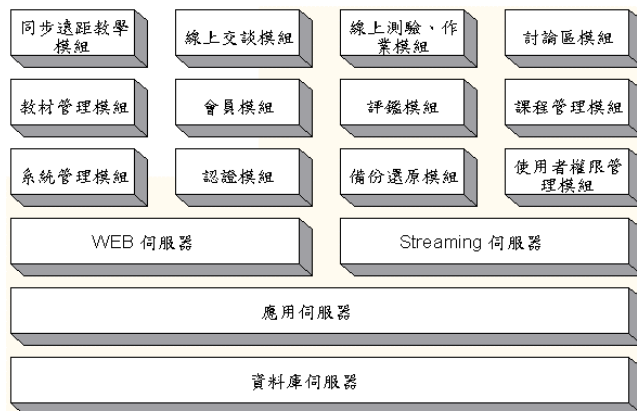 同步遠距教學
模組
線上交談模組
線上測驗、作
業模組
討論區模組
教材管理模組
會員模組
評鑑模組
課程管理模組
系統管理模組
認證模組
備份還原模組
使用者權限管
理模組
WEB 伺服器
Streaming 伺服器
應用伺服器
資料庫伺服器